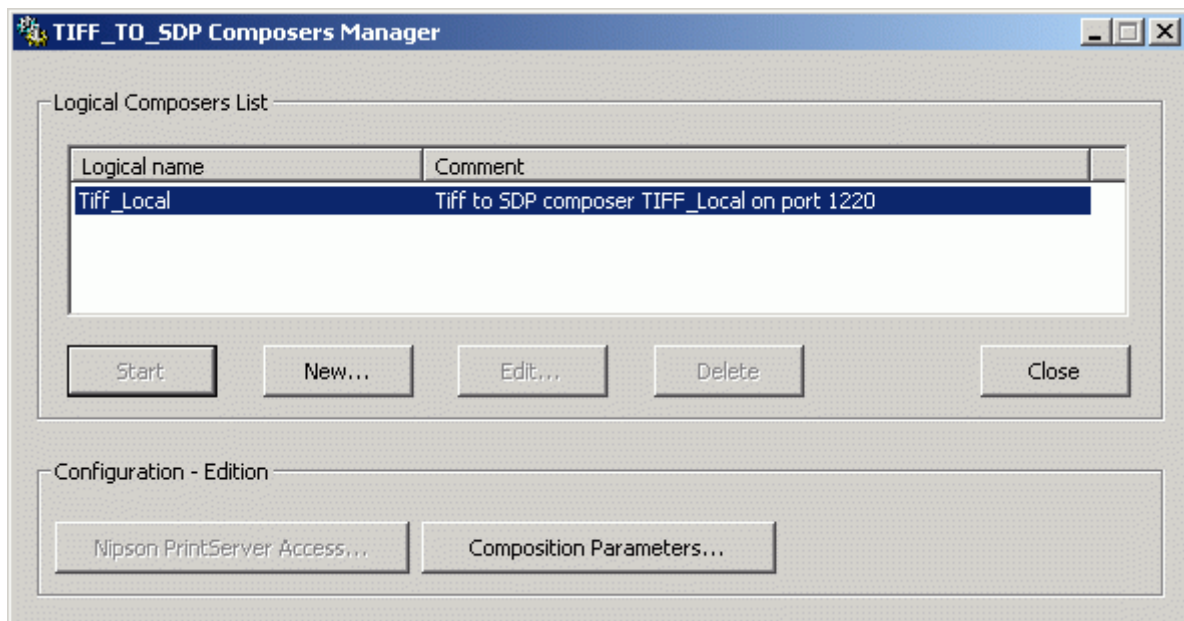 TIFF_TO_SDP Composers Manager
Logical Composers List
Logical name Comment
Tiff_Local Tiff to SDP composer TIFF_Local on port 1220
Start New... Edit... Delete Close
Configuration - Edition
Nipson PrintServer Access... Composition Parameters...